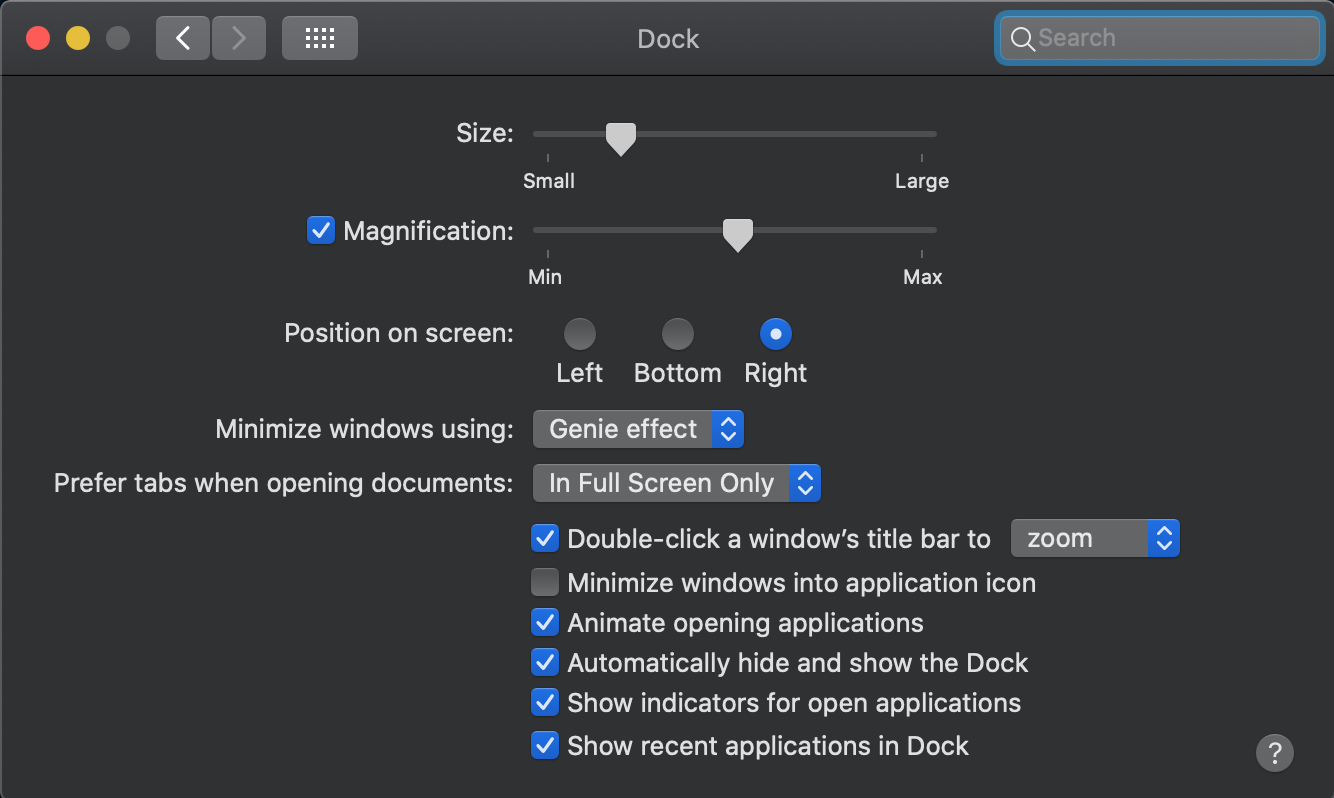 Dock
Search
Size:
Small Large
Magnification:
Min Max
Position on screen:
Left Bottom Right
Minimize windows using: Genie effect
Prefer tabs when opening documents: In Full Screen Only
Double-click a window’s title bar to zoom
Minimize windows into application icon
Animate opening applications
Automatically hide and show the Dock
Show indicators for open applications
Show recent applications in Dock
?